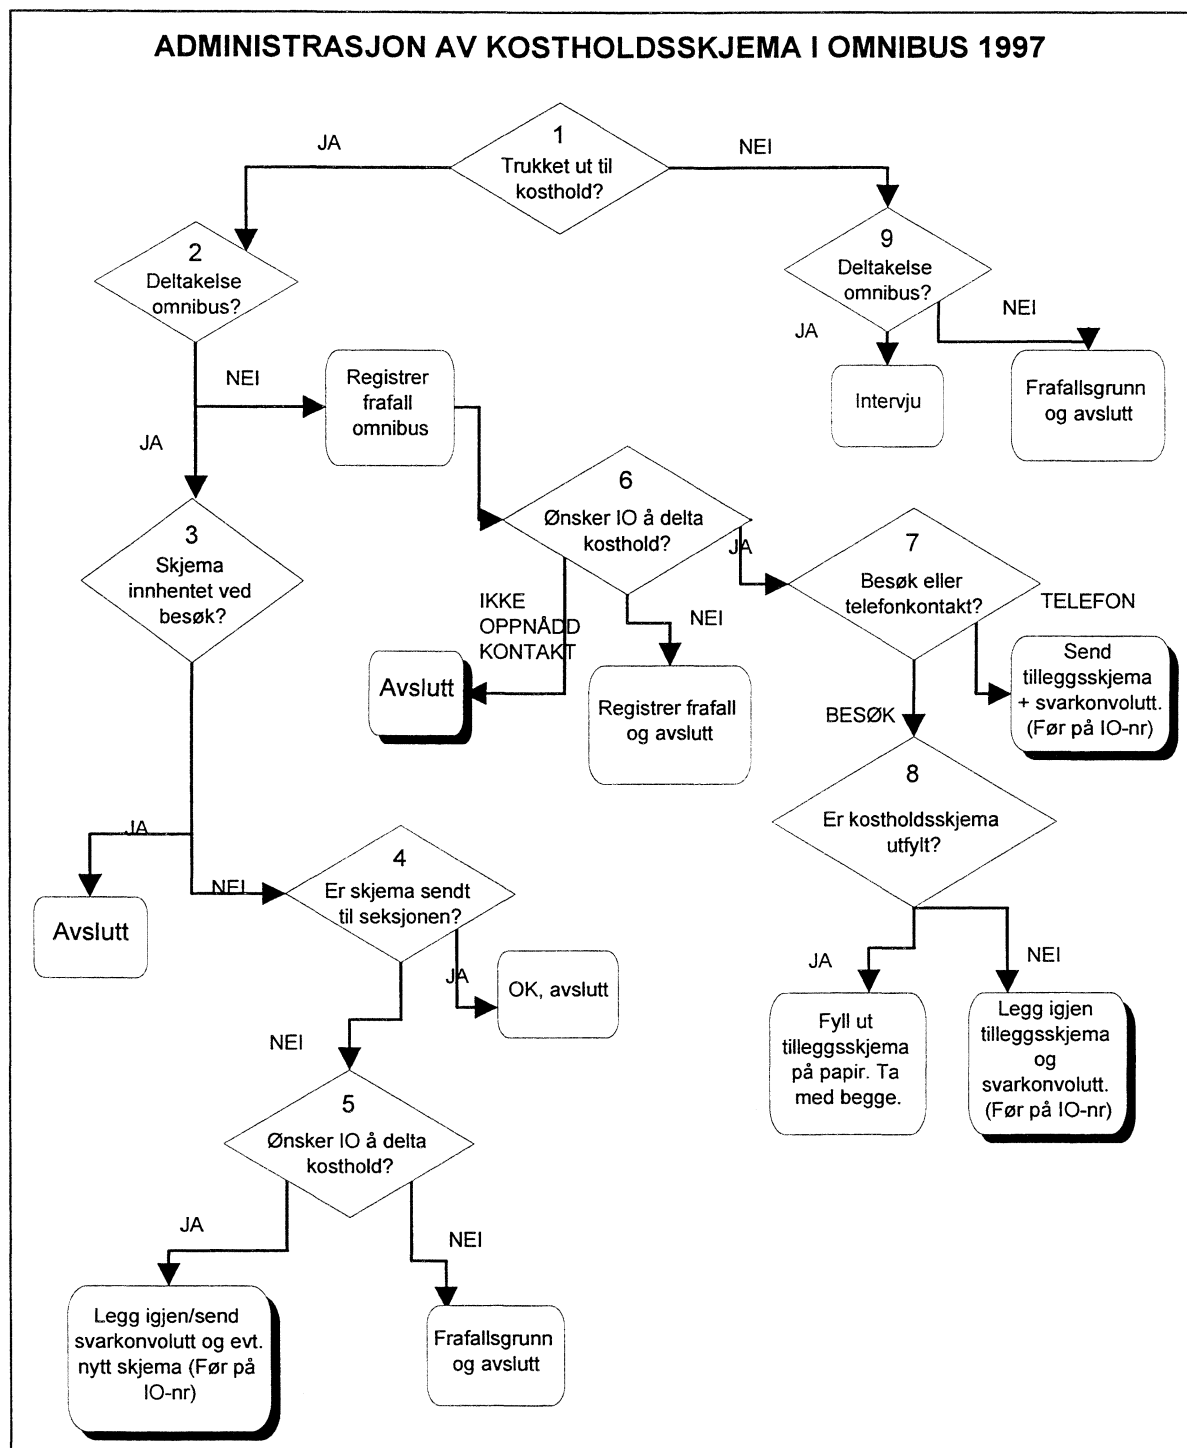 ADMINISTRASJON AV KOSTHOLDSSKJEMA I OMNIBUS 1997
1
Trukket ut til
kosthold?
JA
NEI
2
Deltakelse
omnibus?
9
Deltakelse
omnibus?
JA
NEI
Intervju
Frafallsgrunn
og avslutt
NEI
Registrer
frafall
omnibus
JA
3
Skjema
innhentet ved
besøk?
6
Ønsker IO å delta
kosthold?
JA
IKKE
OPPNÅDD
KONTAKT
NEI
Avslutt
Registrer frafall
og avslutt
7
Besøk eller
telefonkontakt?
TELEFON
Send
tilleggsskjema
+ svarkonvolutt.
(Før på IO-nr)
BESØK
8
Er kostholdsskjema
utfylt?
JA
NEI
Fyll ut
tilleggsskjema
på papir. Ta
med begge.
Legg igjen
tilleggsskjema
og
svarkonvolutt.
(Før på IO-nr)
JA
Avslutt
NEI
4
Er skjema sendt
til seksjonen?
JA
OK, avslutt
NEI
5
Ønsker IO å delta
kosthold?
JA
NEI
Legg igjen/send
svarkonvolutt og evt.
nytt skjema (Før på
IO-nr)
Frafallsgrunn
og avslutt